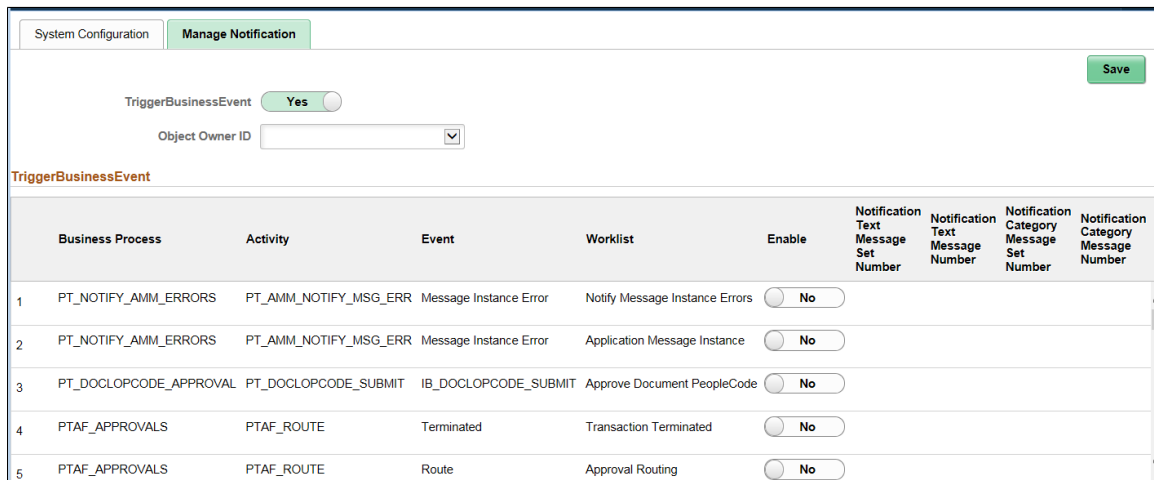 System Configuration Manage Notification
Save
TriggerBusinessEvent Yes
Object Owner ID
TriggerBusinessEvent
Business Process Activity Event Worklist Enable Notification Text Message Set Number Notification Text Message Number Notification Category Message Set Number Notification Category Message Number
1 PT_NOTIFY_AMM_ERRORS PT_AMM_NOTIFY_MSG_ERR Message Instance Error Notify Message Instance Errors No
2 PT_NOTIFY_AMM_ERRORS PT_AMM_NOTIFY_MSG_ERR Message Instance Error Application Message Instance No
3 PT_DOCLOPCODE_APPROVAL PT_DOCLOPCODE_SUBMIT IB_DOCLOPCODE_SUBMIT Approve Document PeopleCode No
4 PTAF_APPROVALS PTAF_ROUTE Terminated Transaction Terminated No
5 PTAF_APPROVALS PTAF_ROUTE Route Approval Routing No